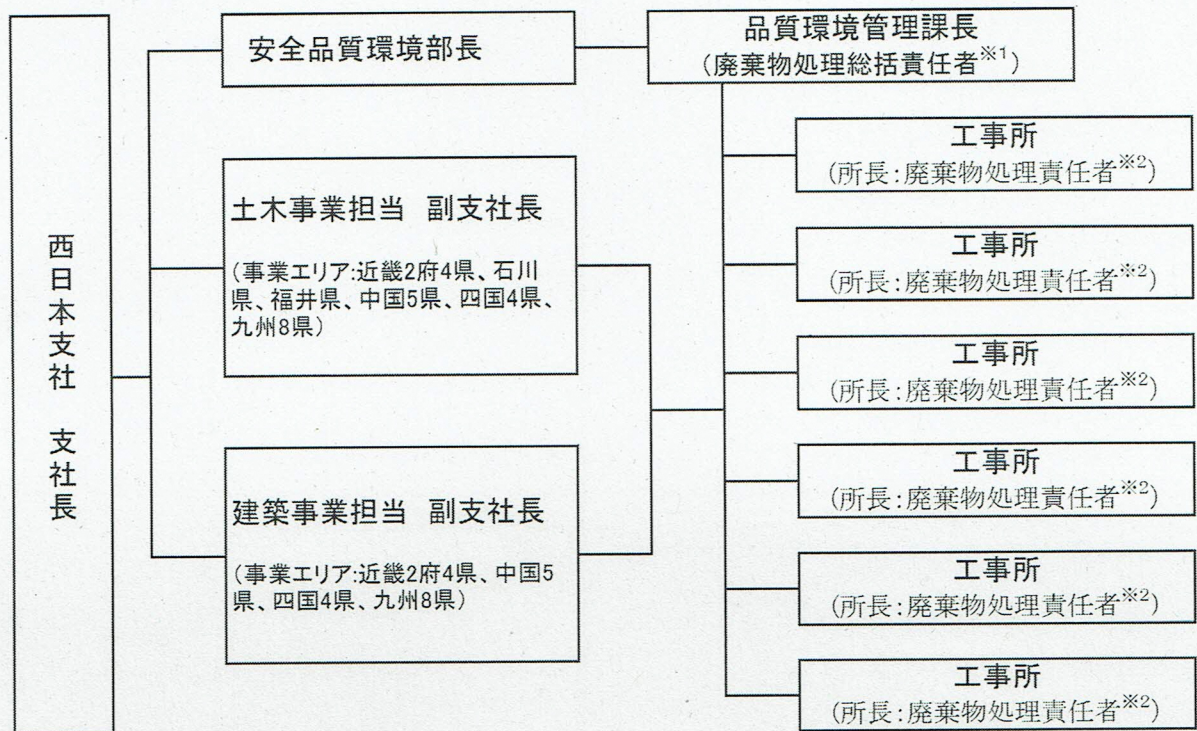 西日本支社 支社長
安全品質環境部長
品質環境管理課長
(廃棄物処理総括責任者※1)
土木事業担当 副支社長
(事業エリア:近畿2府4県、石川
県、福井県、中国5県、四国4県、
九州8県)
建築事業担当 副支社長
(事業エリア:近畿2府4県、中国5
県、四国4県、九州8県)
工事所
(所長:廃棄物処理責任者※2)
工事所
(所長:廃棄物処理責任者※2)
工事所
(所長:廃棄物処理責任者※2)
工事所
(所長:廃棄物処理責任者※2)
工事所
(所長:廃棄物処理責任者※2)
工事所
(所長:廃棄物処理責任者※2)